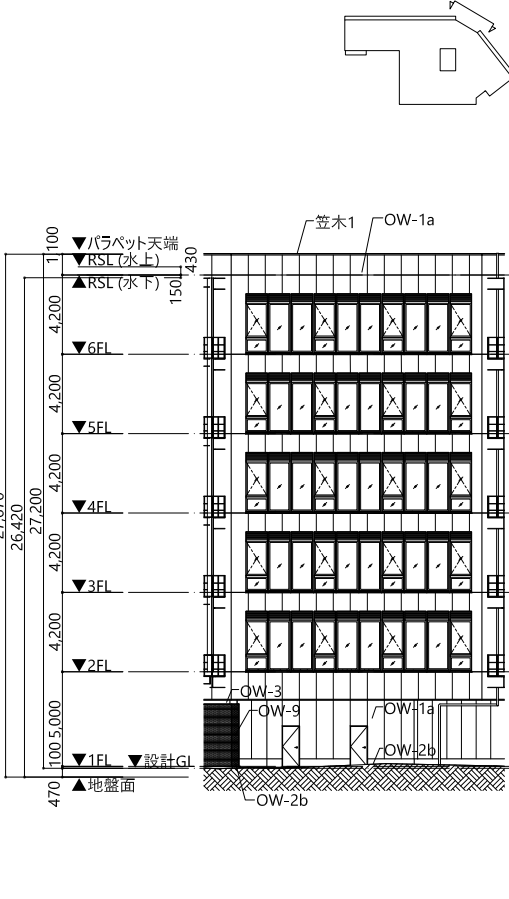 笠木1
OW-1a
▼パラペット天端
▼RSL (水上)
▲RSL (水下)
1,100
430
150
4,200
▼6FL
4,200
▼5FL
4,200
▼4FL
4,200
▼3FL
4,200
▼2FL
26,420
27,200
5,000
OW-3
OW-9
OW-1a
OW-2b
100
▼1FL
▼設計GL
470
▲地盤面
OW-2b